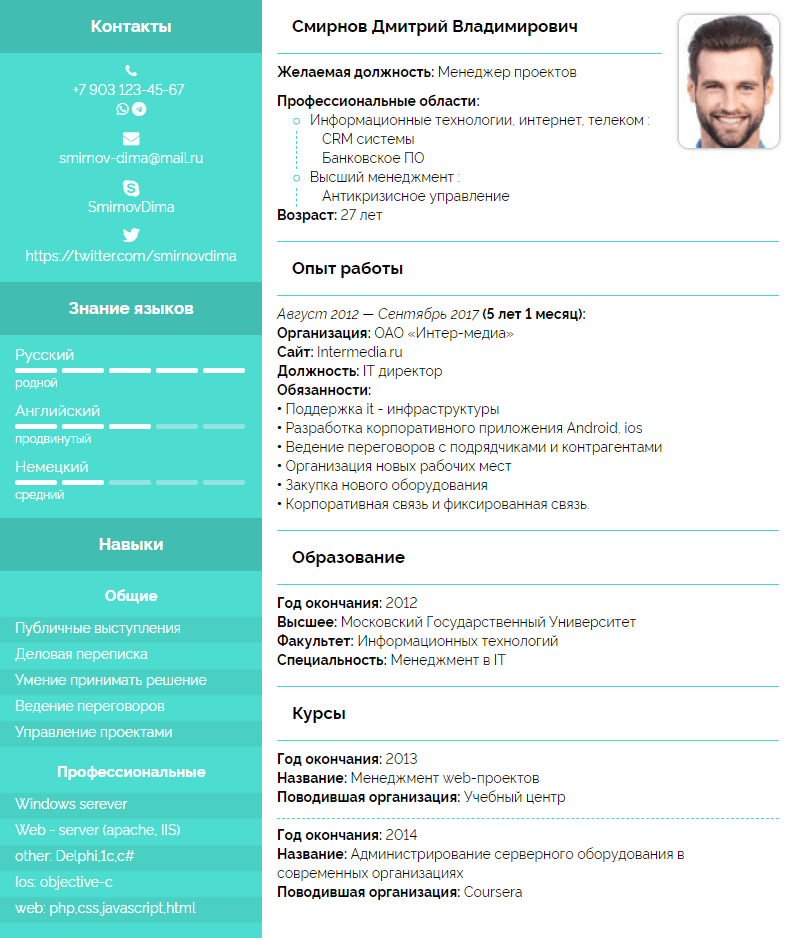 Контакты
+7 903 123-45-67
smirnov-dima@mail.ru
SmirnovDima
https://twitter.com/smirnovdima
Знание языков
Русский
родной
Английский
продвинутый
Немецкий
средний
Навыки
Общие
Публичные выступления
Деловая переписка
Умение принимать решение
Ведение переговоров
Управление проектами
Профессиональные
Windows serever
Web - server (apache, IIS)
other: Delphi,1c,c#
Ios: objective-c
web: php,css,javascript,html
Смирнов Дмитрий Владимирович
Желаемая должность: Менеджер проектов
Профессиональные области:
Информационные технологии, интернет, телеком :
CRM системы
Банковское ПО
Высший менеджмент :
Антикризисное управление
Возраст: 27 лет
Опыт работы
Август 2012 — Сентябрь 2017 (5 лет 1 месяц):
Организация: ОАО «Интер-медиа»
Сайт: Intermedia.ru
Должность: IT директор
Обязанности:
• Поддержка it - инфраструктуры
• Разработка корпоративного приложения Android, ios
• Ведение переговоров с подрядчиками и контрагентами
• Организация новых рабочих мест
• Закупка нового оборудования
• Корпоративная связь и фиксированная связь.
Образование
Год окончания: 2012
Высшее: Московский Государственный Университет
Факультет: Информационных технологий
Специальность: Менеджмент в IT
Курсы
Год окончания: 2013
Название: Менеджмент web-проектов
Поводившая организация: Учебный центр
Год окончания: 2014
Название: Администрирование серверного оборудования в
современных организациях
Поводившая организация: Coursera